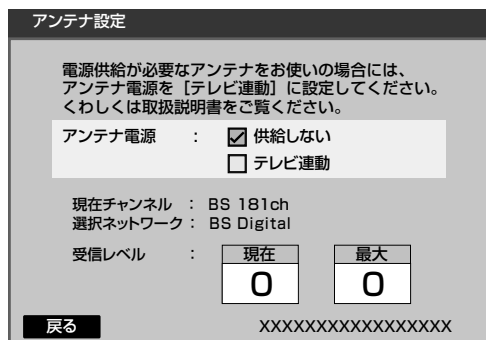 アンテナ設定
電源供給が必要なアンテナをお使いの場合には、
アンテナ電源を［テレビ連動］に設定してください。
くわしくは取扱説明書をご覧ください。
アンテナ電源 : 供給しない
テレビ連動
現在チャンネル : BS 181ch
選択ネットワーク : BS Digital
受信レベル : 現在 最大
0 0
戻る XXXXXXXXXXXXXXXXX